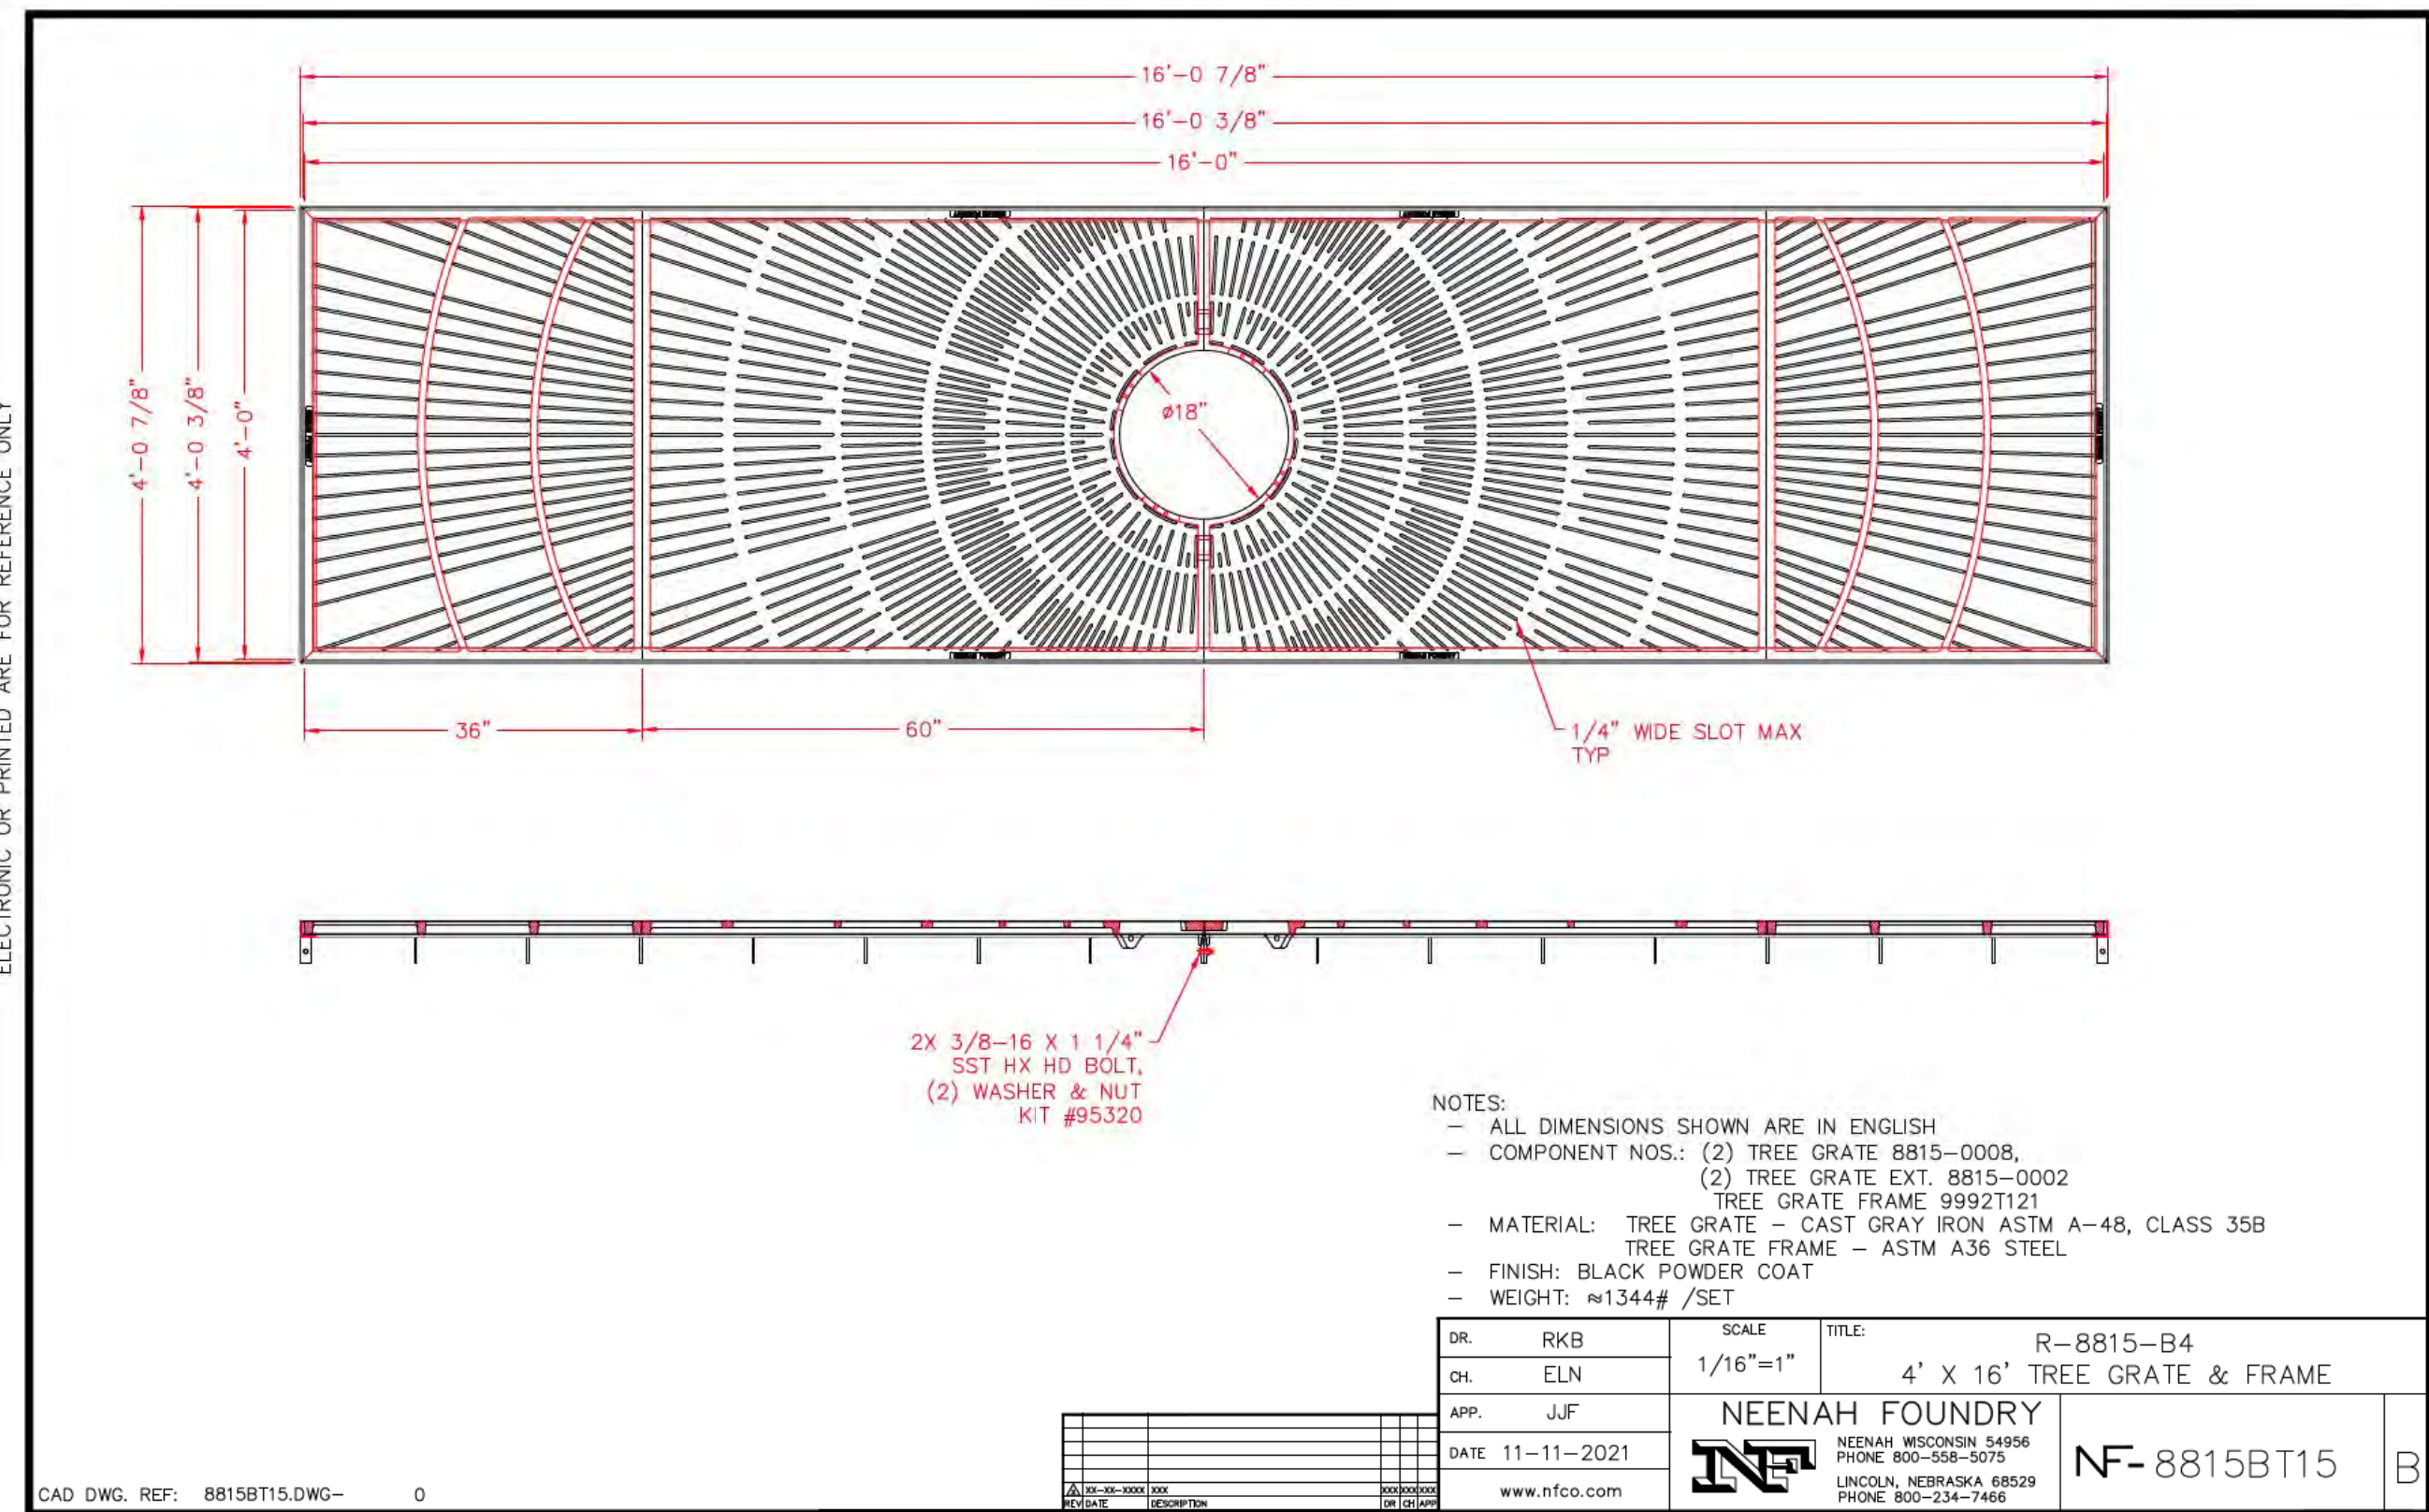 16'-0 7/8"
16'-0 3/8"
16'-0"
4'-0 7/8"
4'-0 3/8"
4'-0"
ø18"
36"
60"
1/4" WIDE SLOT MAX
TYP
ELECTRONIC OR PRINTED ARE FOR REFERENCE ONLY
2X 3/8-16 X 1 1/4"
SST HX HD BOLT,
(2) WASHER & NUT
KIT #95320
NOTES:
- ALL DIMENSIONS SHOWN ARE IN ENGLISH
- COMPONENT NOS.: (2) TREE GRATE 8815-0008,
(2) TREE GRATE EXT. 8815-0002
TREE GRATE FRAME 9992T121
- MATERIAL: TREE GRATE - CAST GRAY IRON ASTM A-48, CLASS 35B
TREE GRATE FRAME - ASTM A36 STEEL
- FINISH: BLACK POWDER COAT
- WEIGHT: ≈1344# /SET
DR. RKB
CH. ELN
APP. JJF
DATE 11-11-2021
www.nfco.com
SCALE
1/16"=1"
TITLE:
R-8815-B4
4' X 16' TREE GRATE & FRAME
NEENAH FOUNDRY
NF
NEENAH WISCONSIN 54956
PHONE 800-558-5075
LINCOLN, NEBRASKA 68529
PHONE 800-234-7466
NF-8815BT15
B
A XX-XX-XXXX XXX XXX XXX XXX
REV DATE DESCRIPTION DR CH APP
CAD DWG. REF: 8815BT15.DWG- 0